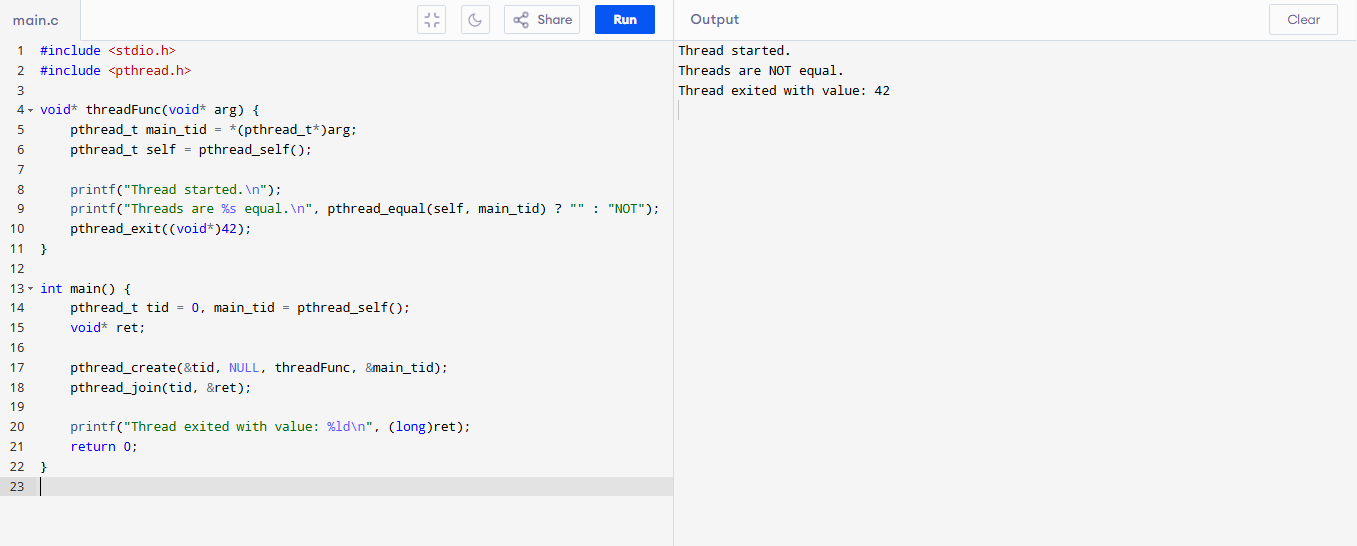 main.c
Share
Run
Output
Clear
1 #include <stdio.h>
2 #include <pthread.h>
3
4 void* threadFunc(void* arg) {
5     pthread_t main_tid = *(pthread_t*)arg;
6     pthread_t self = pthread_self();
7
8     printf("Thread started.\n");
9     printf("Threads are %s equal.\n", pthread_equal(self, main_tid) ? "" : "NOT");
10     pthread_exit((void*)42);
11 }
12
13 int main() {
14     pthread_t tid = 0, main_tid = pthread_self();
15     void* ret;
16
17     pthread_create(&tid, NULL, threadFunc, &main_tid);
18     pthread_join(tid, &ret);
19
20     printf("Thread exited with value: %ld\n", (long)ret);
21     return 0;
22 }
23
Thread started.
Threads are NOT equal.
Thread exited with value: 42